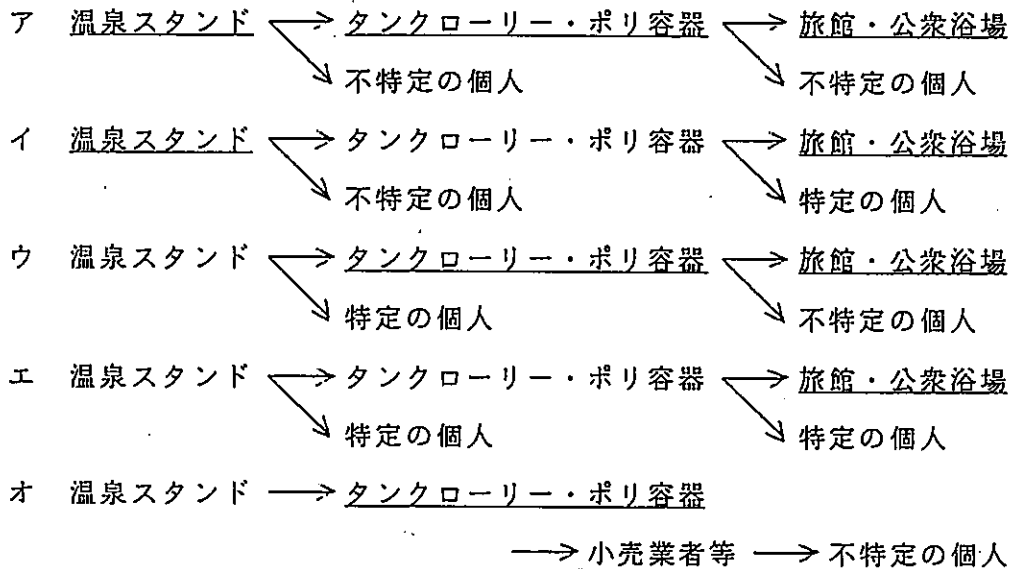 ア 温泉スタンド → タンクローリー・ポリ容器 → 旅館・公衆浴場
不特定の個人 不特定の個人
イ 温泉スタンド → タンクローリー・ポリ容器 → 旅館・公衆浴場
不特定の個人 特定の個人
ウ 温泉スタンド → タンクローリー・ポリ容器 → 旅館・公衆浴場
特定の個人 不特定の個人
エ 温泉スタンド → タンクローリー・ポリ容器 → 旅館・公衆浴場
特定の個人 特定の個人
オ 温泉スタンド → タンクローリー・ポリ容器
→ 小売業者等 → 不特定の個人